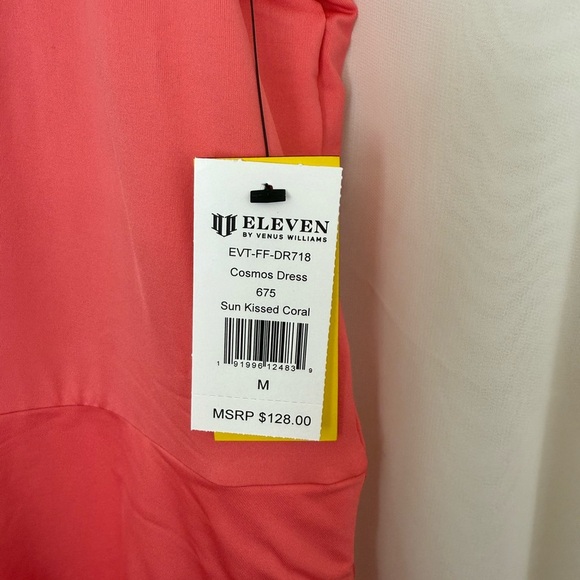 ELEVEN
BY VENUS WILLIAMS
EVT-FF-DR718
Cosmos Dress
675
Sun Kissed Coral
1 91996 12483 9
M
MSRP $128.00